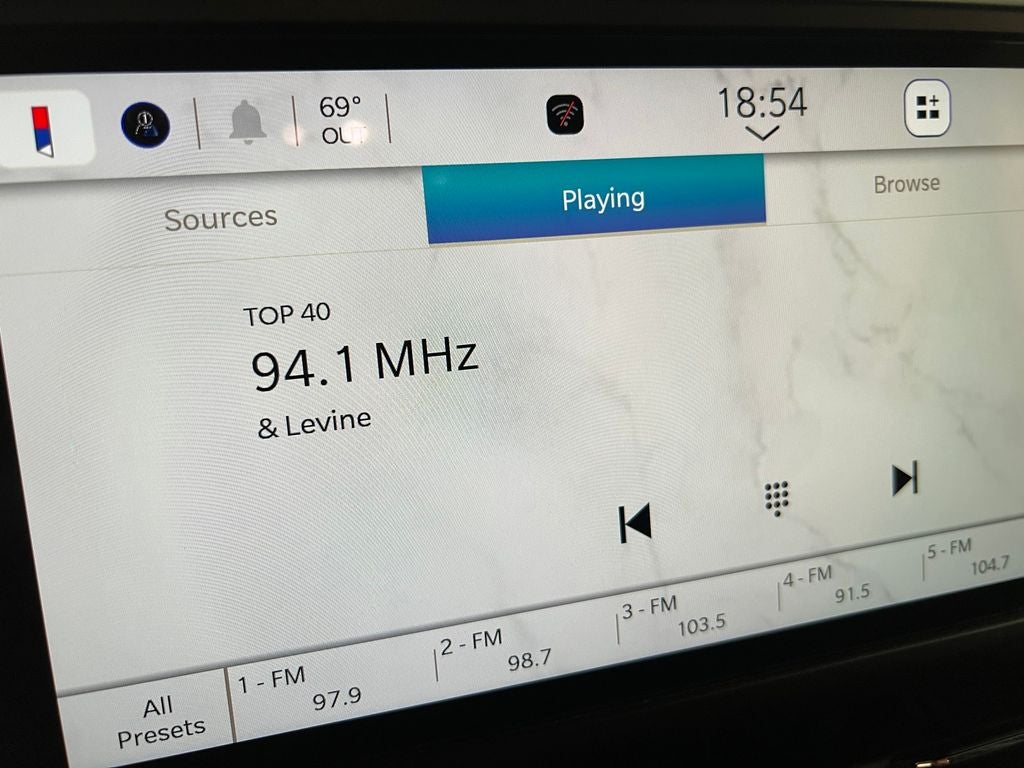 1
69°
OUT
18:54
Sources
Playing
Browse
TOP 40
94.1 MHz
& Levine
All
Presets
1 - FM
97.9
2 - FM
98.7
3 - FM
103.5
4 - FM
91.5
5 - FM
104.7